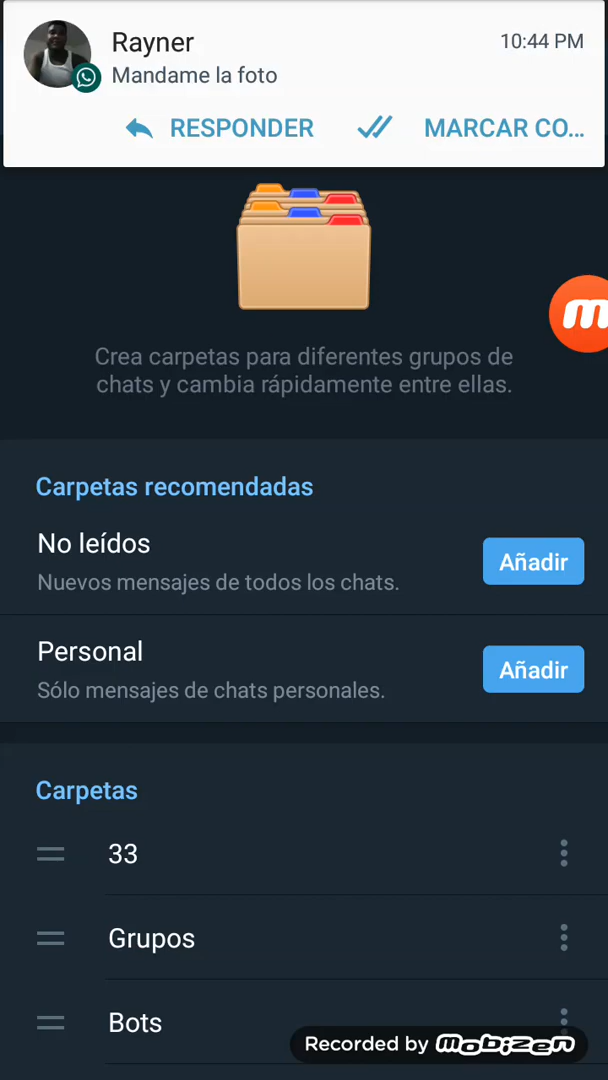 Rayner
10:44 PM
Mandame la foto
RESPONDER
MARCAR CO...
m
Crea carpetas para diferentes grupos de
chats y cambia rápidamente entre ellas.
Carpetas recomendadas
No leídos
Nuevos mensajes de todos los chats.
Añadir
Personal
Sólo mensajes de chats personales.
Añadir
Carpetas
33
Grupos
Bots
Recorded by mobizen